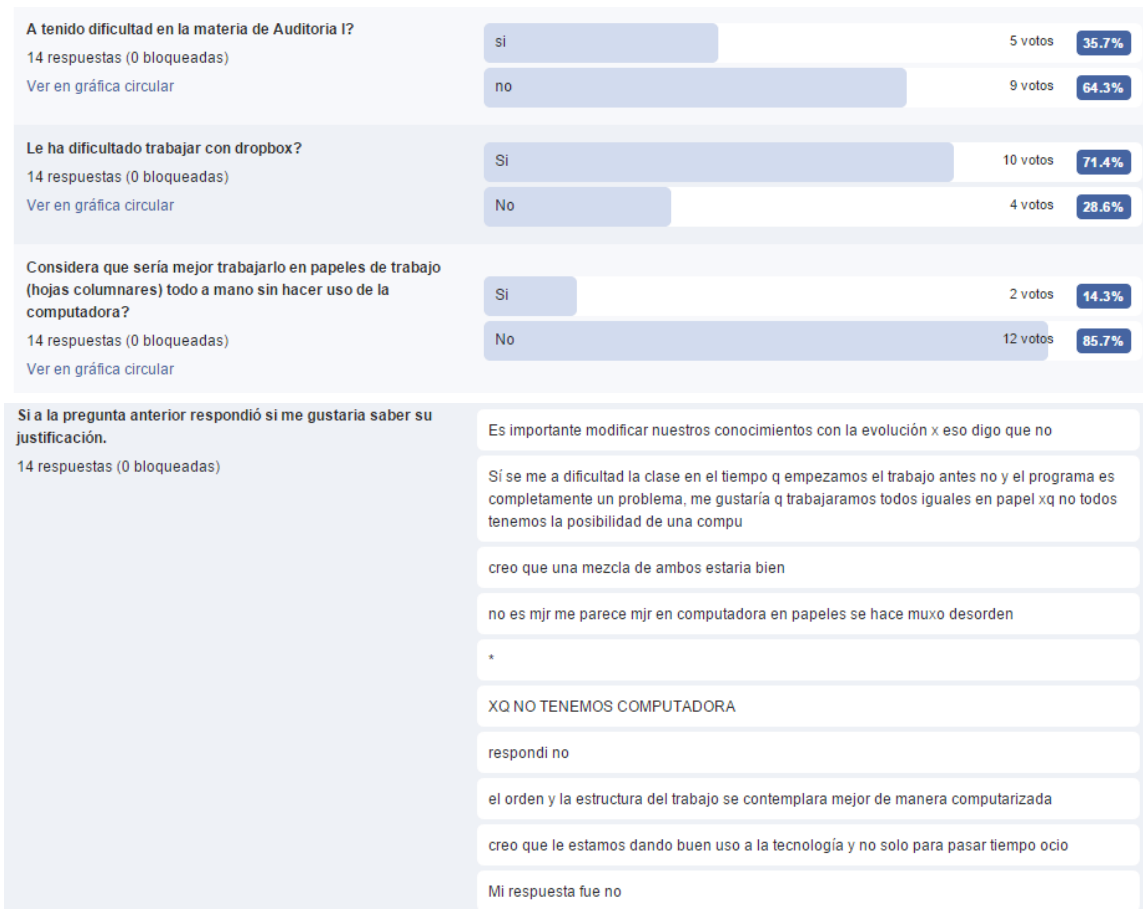 A tenido dificultad en la materia de Auditoria I?
14 respuestas (0 bloqueadas)
Ver en gráfica circular
si 5 votos 35.7%
no 9 votos 64.3%
Le ha dificultado trabajar con dropbox?
14 respuestas (0 bloqueadas)
Ver en gráfica circular
Si 10 votos 71.4%
No 4 votos 28.6%
Considera que sería mejor trabajarlo en papeles de trabajo
(hojas columnares) todo a mano sin hacer uso de la
computadora?
14 respuestas (0 bloqueadas)
Ver en gráfica circular
Si 2 votos 14.3%
No 12 votos 85.7%
Si a la pregunta anterior respondió si me gustaria saber su
justificación.
14 respuestas (0 bloqueadas)
Es importante modificar nuestros conocimientos con la evolución x eso digo que no
Sí se me a dificultad la clase en el tiempo q empezamos el trabajo antes no y el programa es
completamente un problema, me gustaría q trabajaramos todos iguales en papel xq no todos
tenemos la posibilidad de una compu
creo que una mezcla de ambos estaria bien
no es mjr me parece mjr en computadora en papeles se hace muxo desorden
*
XQ NO TENEMOS COMPUTADORA
respondi no
el orden y la estructura del trabajo se contemplara mejor de manera computarizada
creo que le estamos dando buen uso a la tecnología y no solo para pasar tiempo ocio
Mi respuesta fue no